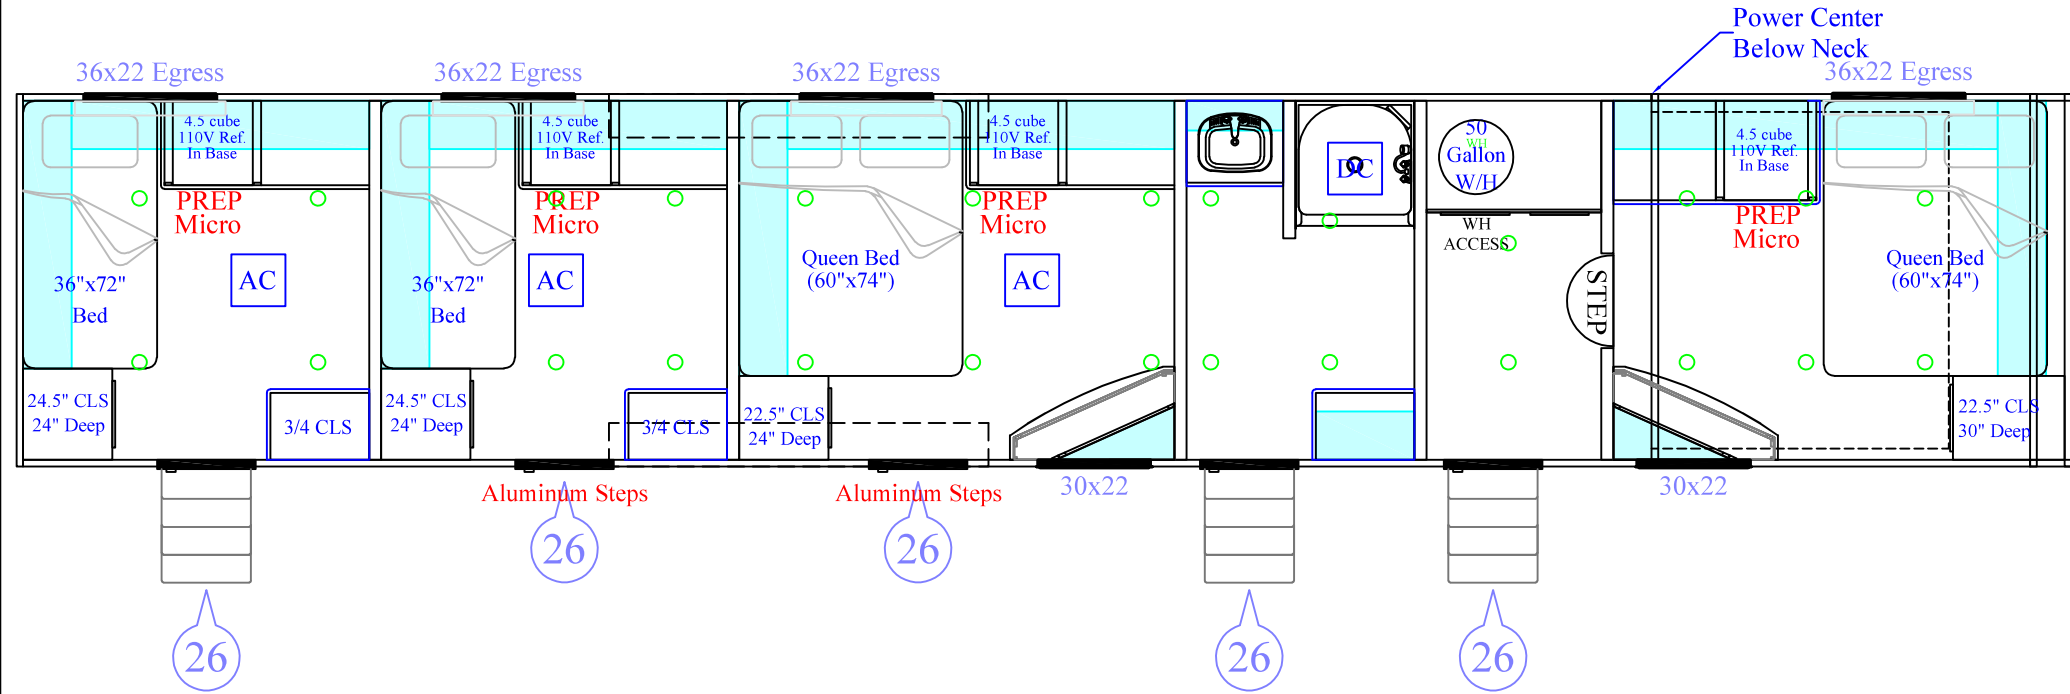 Power Center
Below Neck
36x22 Egress
36x22 Egress
36x22 Egress
36x22 Egress
4.5 cube
110V Ref.
In Base
4.5 cube
110V Ref.
In Base
4.5 cube
110V Ref.
In Base
4.5 cube
110V Ref.
In Base
50
WH
Gallon
W/H
DC
PREP
Micro
PREP
Micro
PREP
Micro
PREP
Micro
WH
ACCESS
STEP
36"x72"
Bed
AC
36"x72"
Bed
AC
Queen Bed
(60"x74")
AC
Queen Bed
(60"x74")
24.5" CLS
24" Deep
3/4 CLS
24.5" CLS
24" Deep
3/4 CLS
22.5" CLS
24" Deep
22.5" CLS
30" Deep
Aluminum Steps
Aluminum Steps
30x22
30x22
26
26
26
26
26